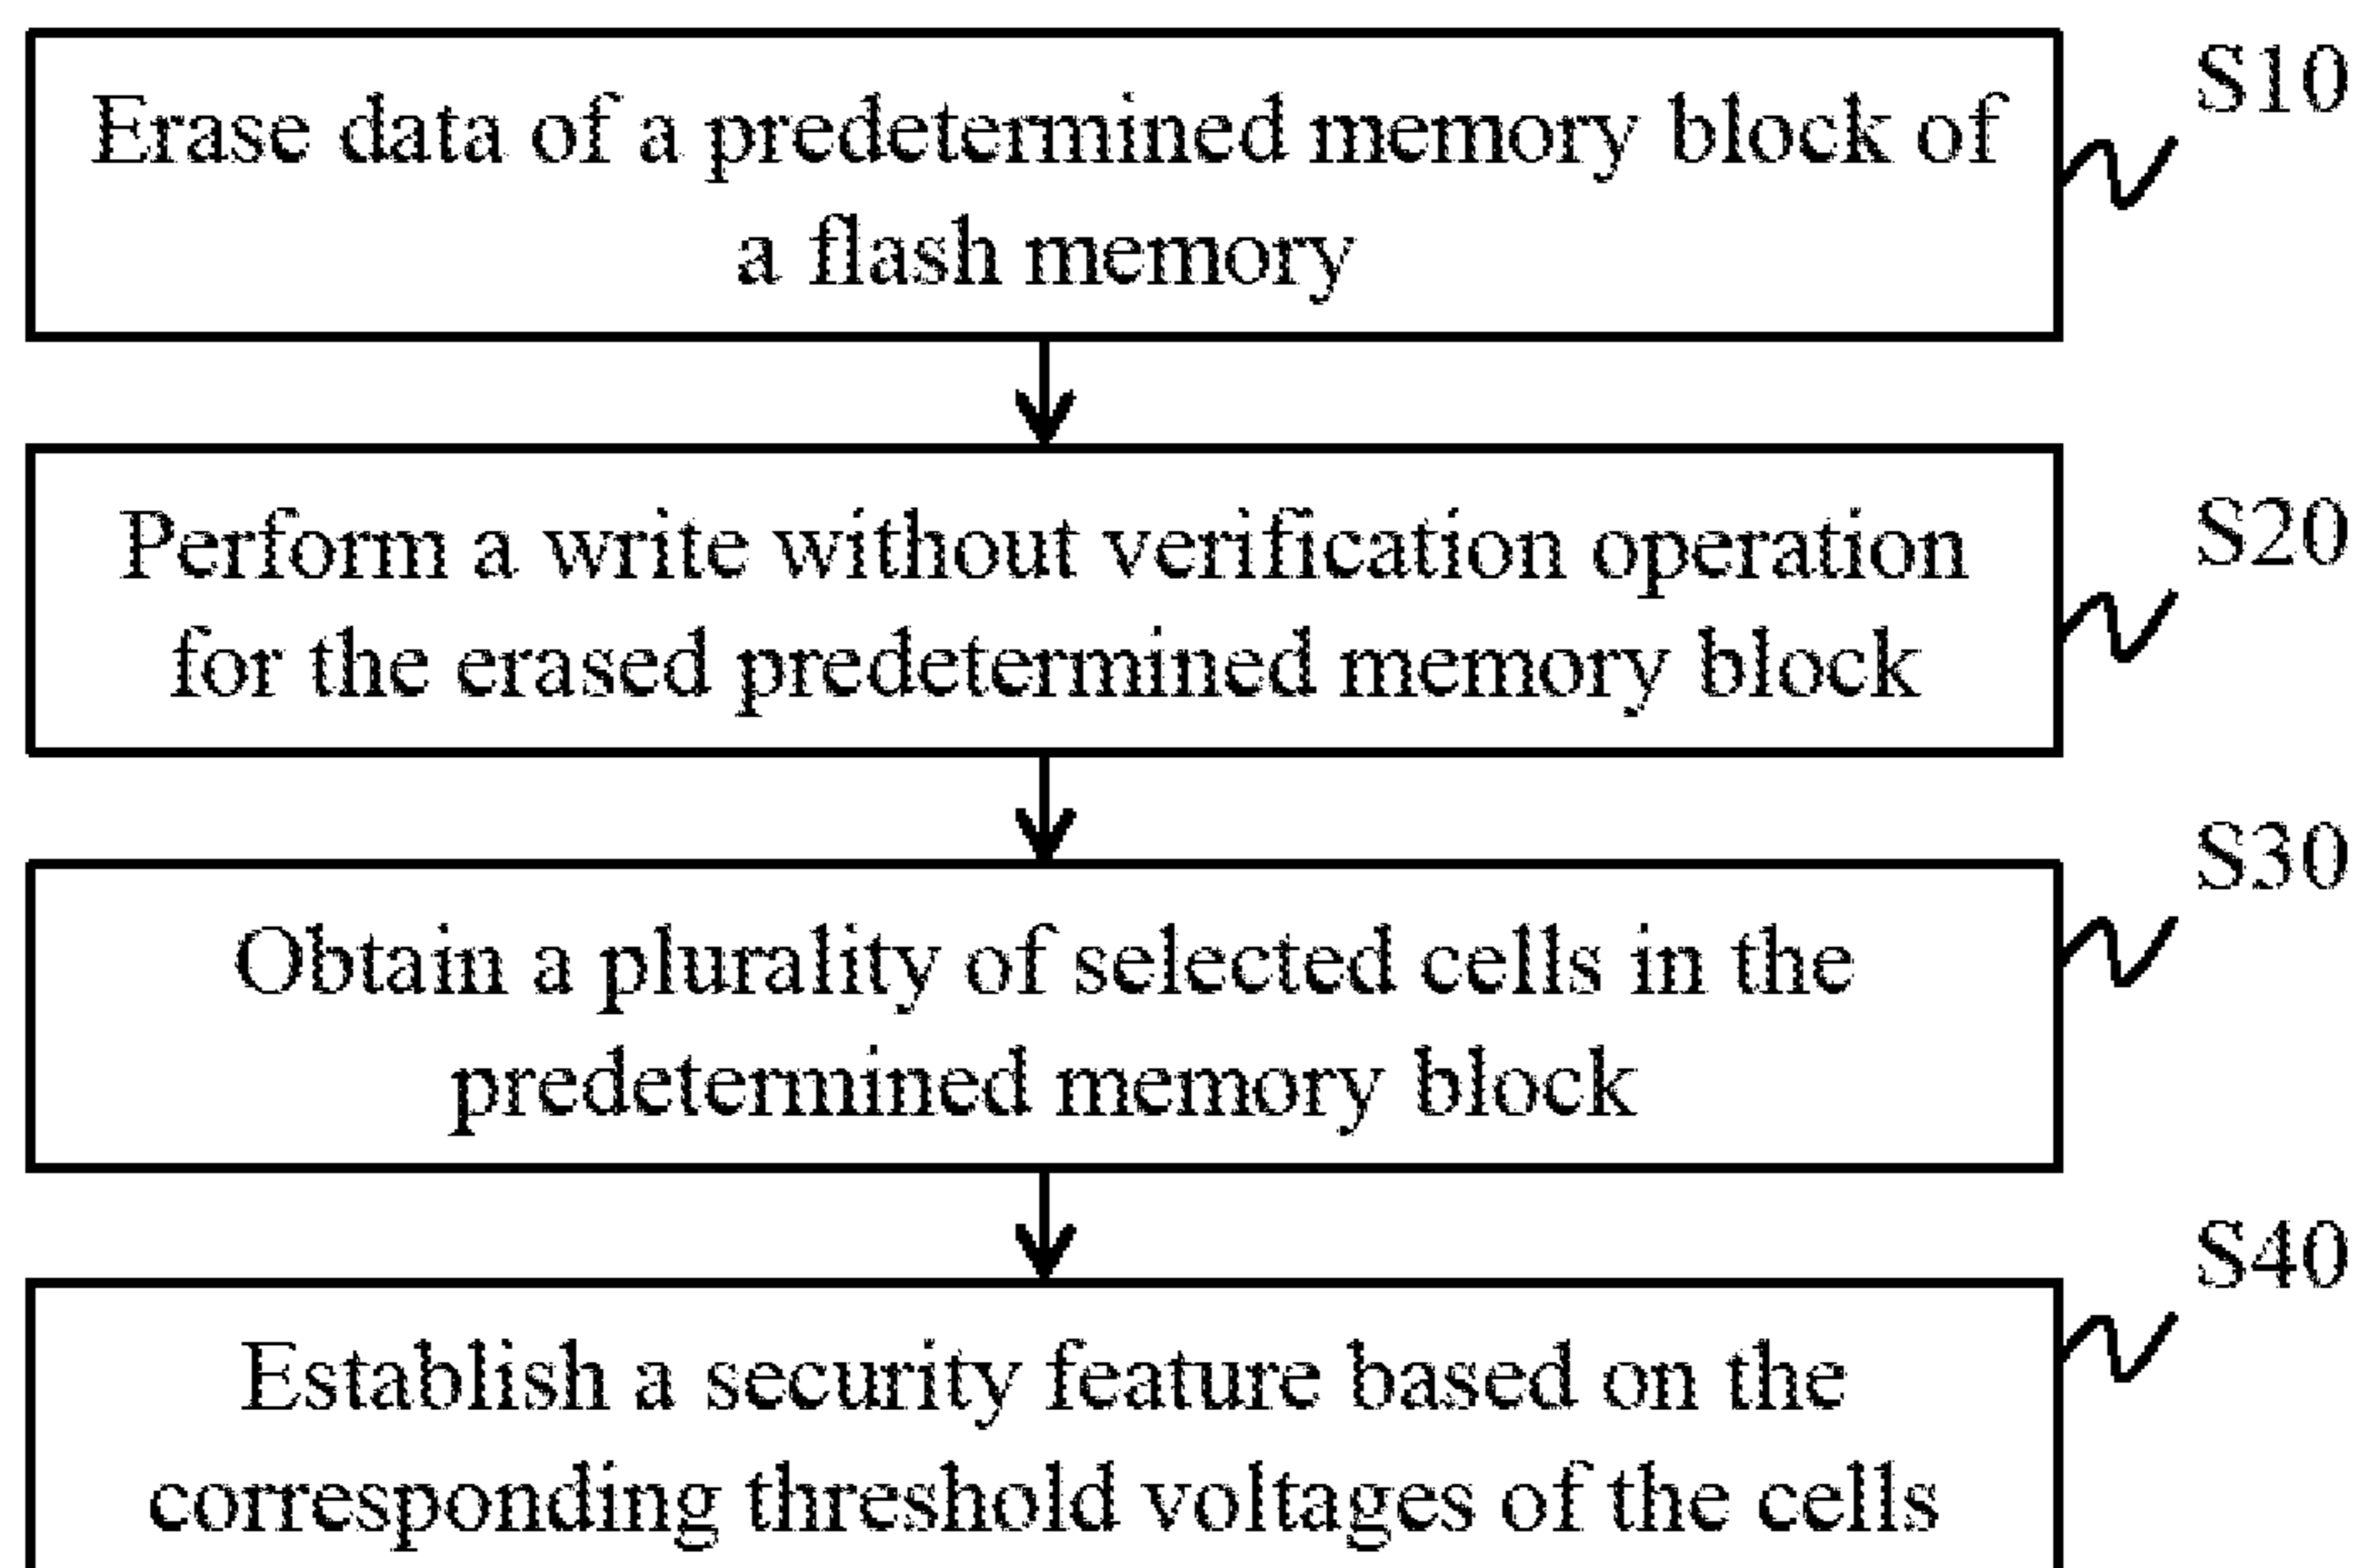 S10
Erase data of a predetermined memory block of
a flash memory
S20
Perform a write without verification operation
for the erased predetermined memory block
S30
Obtain a plurality of selected cells in the
predetermined memory block
S40
Establish a security feature based on the
corresponding threshold voltages of the cells